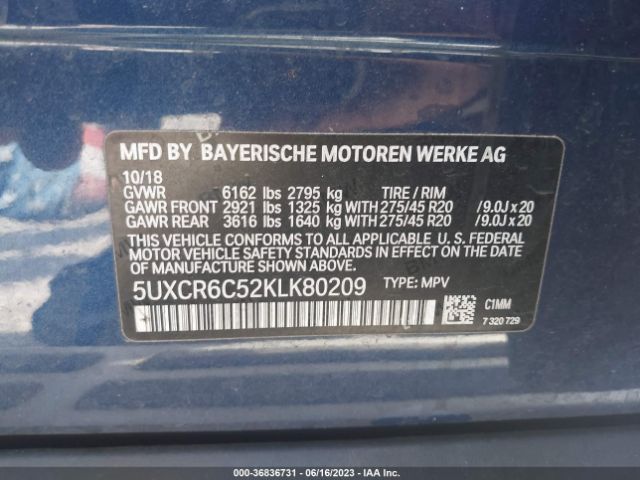 MFD BY BAYERISCHE MOTOREN WERKE AG
10/18
GVWR 6162 lbs 2795 kg TIRE / RIM
GAWR FRONT 2921 lbs 1325 kg WITH 275/45 R20 /9.0J x 20
GAWR REAR 3616 lbs 1640 kg WITH 275/45 R20 /9.0J x 20
THIS VEHICLE CONFORMS TO ALL APPLICABLE U. S. FEDERAL
MOTOR VEHICLE SAFETY STANDARDS IN EFFECT ON THE DATE
OF MANUFACTURE SHOWN ABOVE.
5UXCR6C52KLK80209 TYPE: MPV
C1MM
7 320 729
© - 36836731 - 06/16/2023 - IAA Inc.